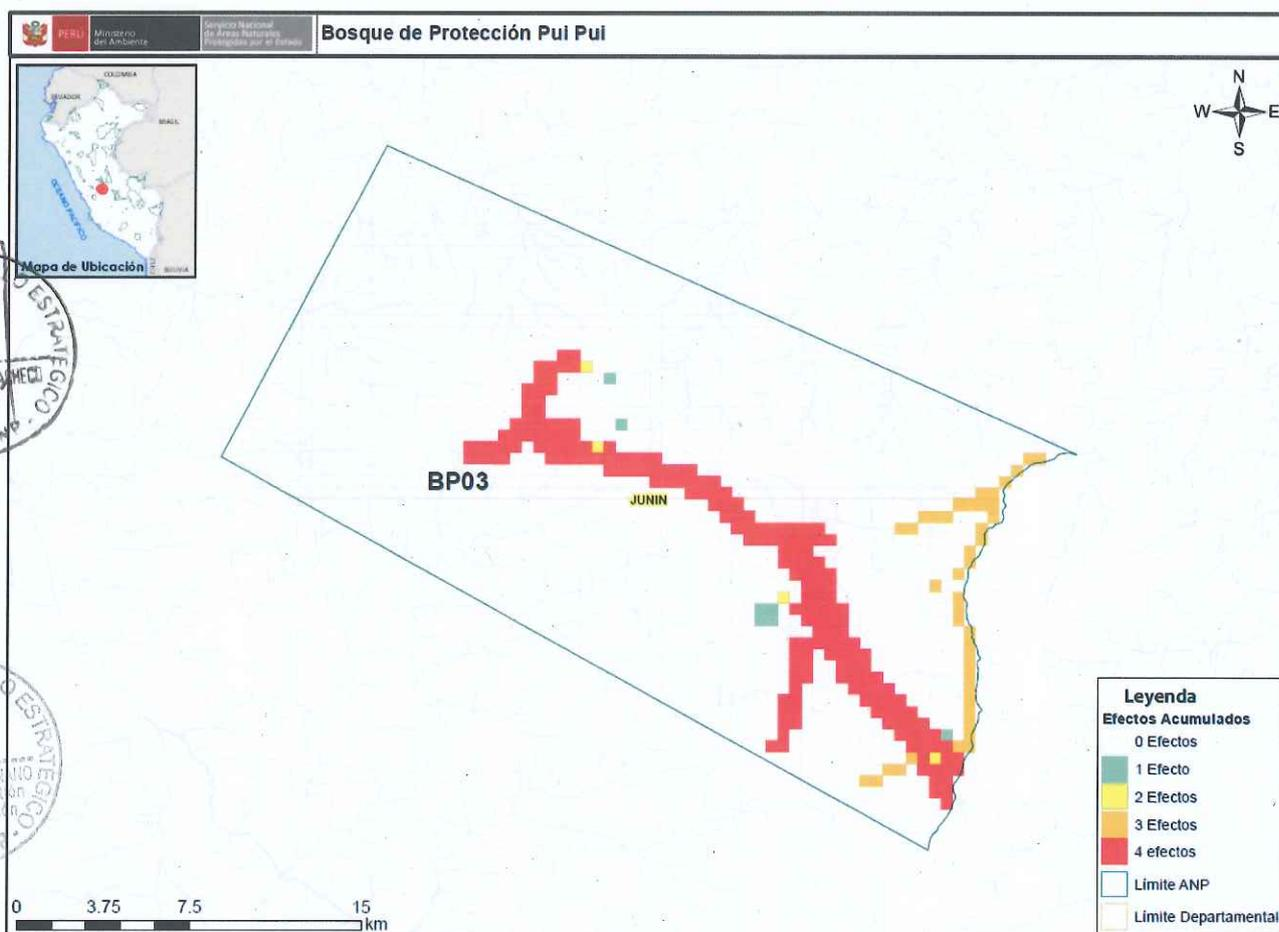 PERÚ
Ministerio
del Ambiente
Servicio Nacional
de Áreas Naturales
Protegidas por el Estado
Bosque de Protección Pui Pui
COLOMBIA
ECUADOR
BRASIL
OCEANO PACIFICO
BOLIVIA
Mapa de Ubicación
N
W
E
S
O ESTRATEGICO
BP03
JUNIN
O ESTRATEGICO
Leyenda
Efectos Acumulados
0 Efectos
1 Efecto
2 Efectos
3 Efectos
4 efectos
Límite ANP
Límite Departamental
0 3.75 7.5 15
km